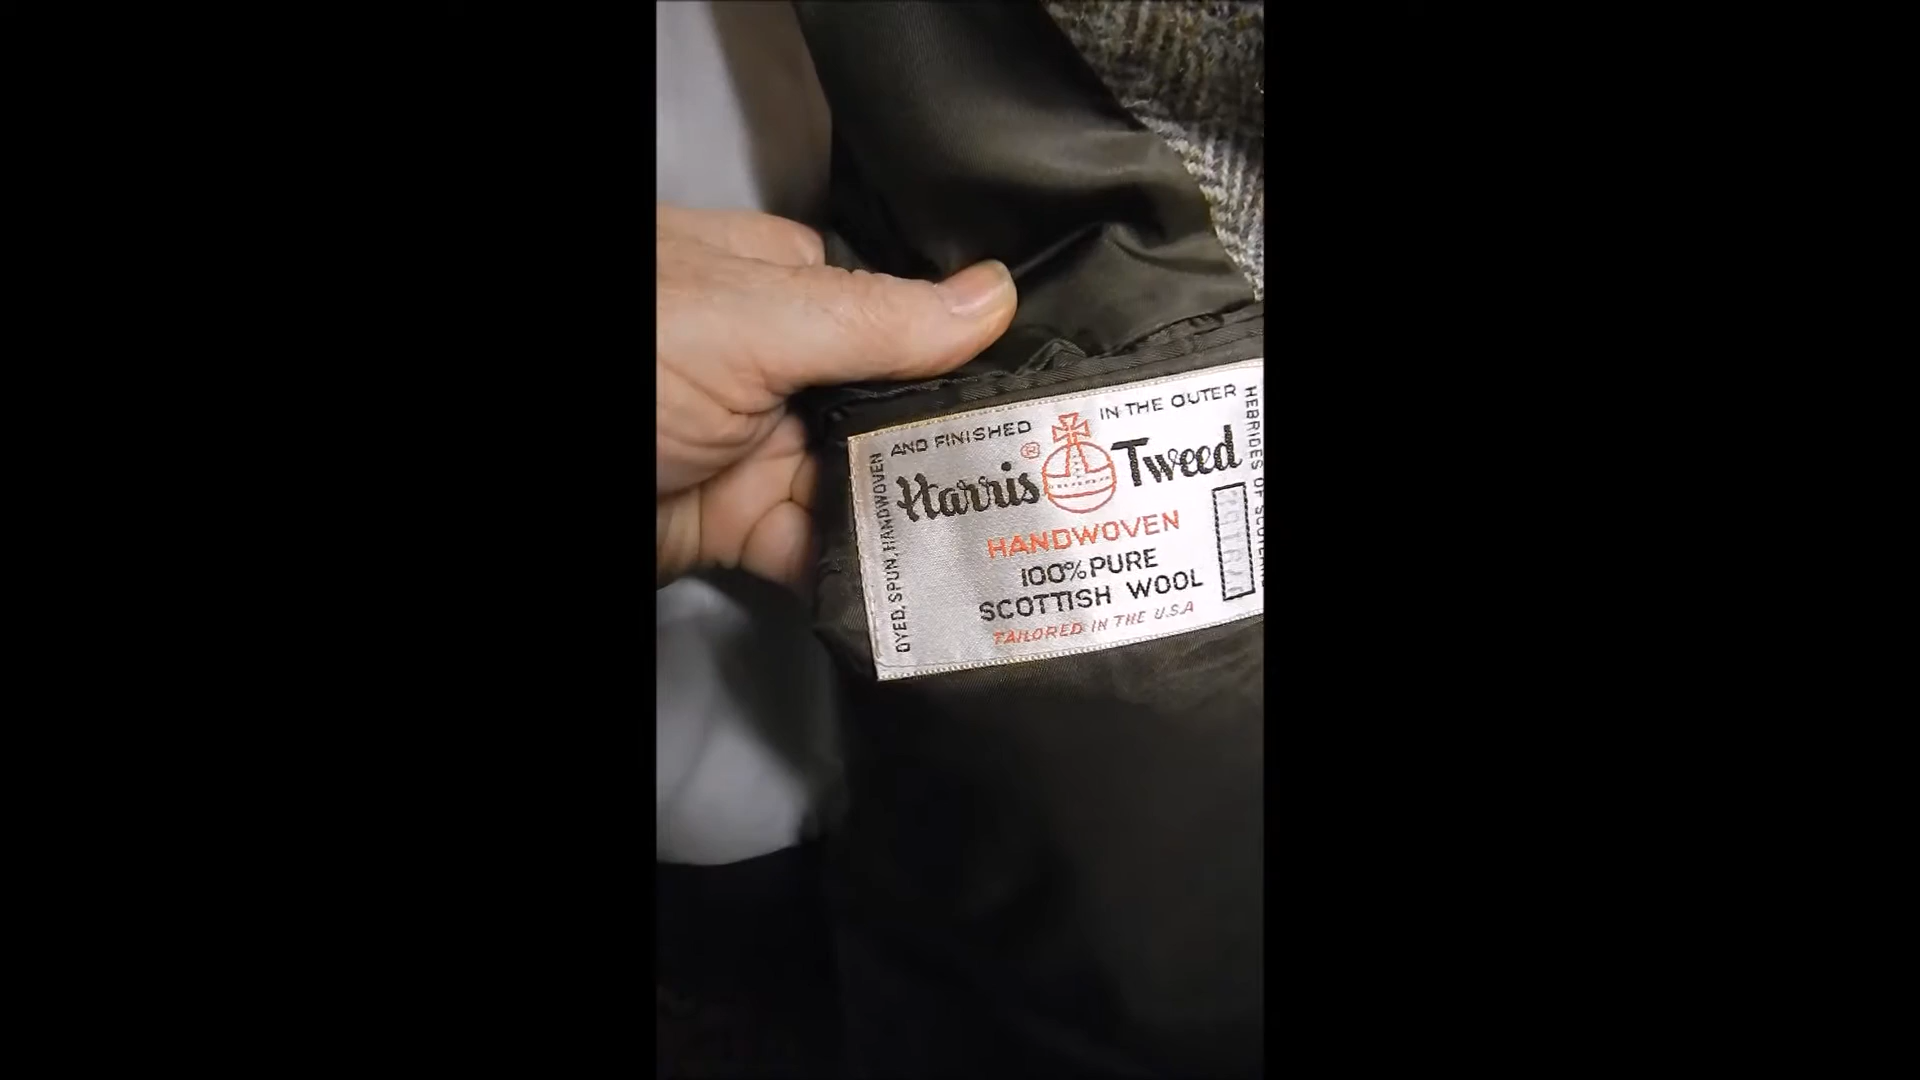 DYED, SPUN, HANDWOVEN
AND FINISHED
IN THE OUTER
HEBRIDES OF
Harris® Tweed
HANDWOVEN
100% PURE
SCOTTISH WOOL
TAILORED IN THE U.S.A